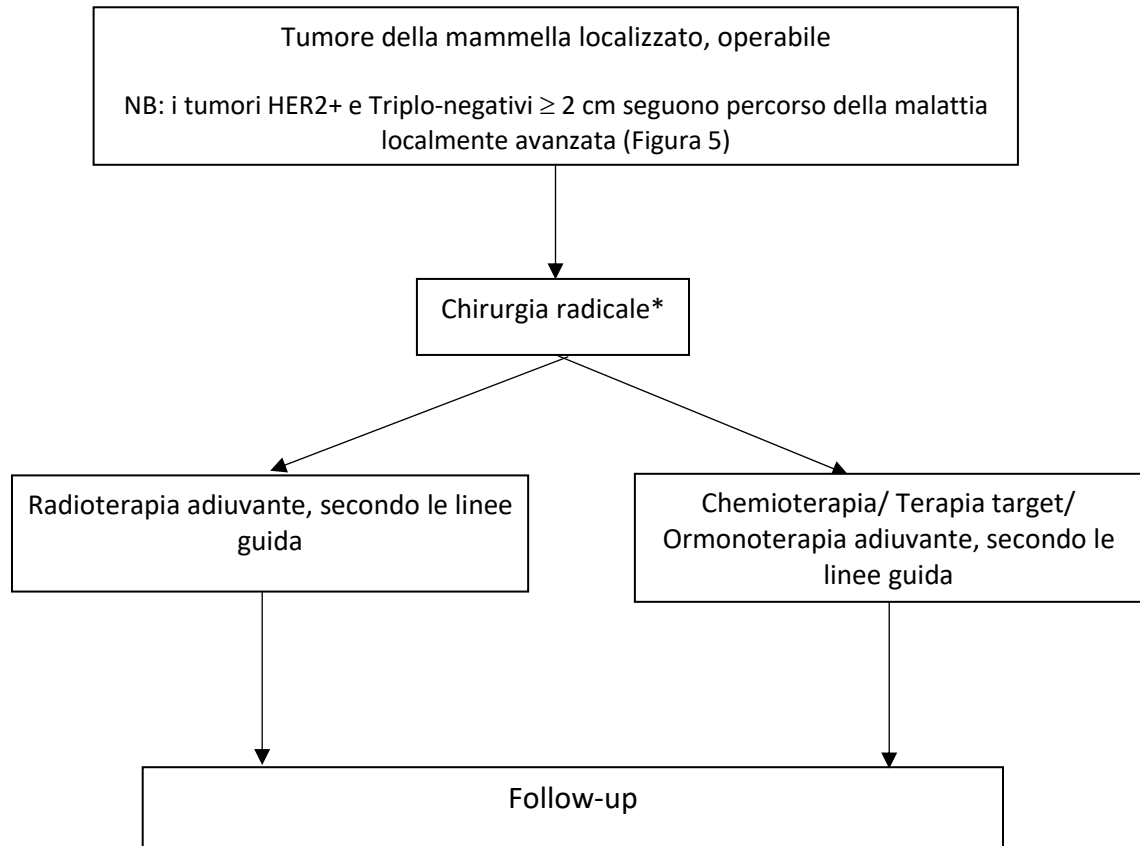 Tumore della mammella localizzato, operabile
NB: i tumori HER2+ e Triplo-negativi ≥ 2 cm seguono percorso della malattia
localmente avanzata (Figura 5)
Chirurgia radicale*
Radioterapia adiuvante, secondo le linee
guida
Chemioterapia/ Terapia target/
Ormonoterapia adiuvante, secondo le
linee guida
Follow-up